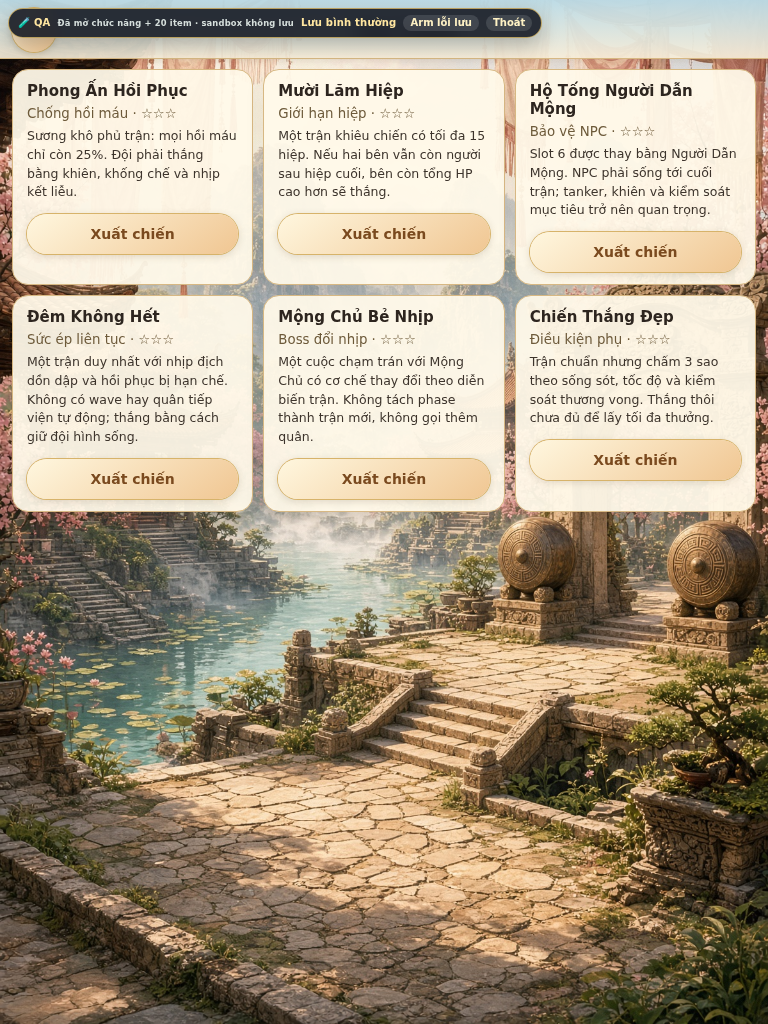 QA Đã mở chức năng + 20 item · sandbox không lưu Lưu bình thường Arm lỗi lưu Thoát
Phong Ấn Hồi Phục
Chống hồi máu · ☆☆☆
Sương khô phủ trận: mọi hồi máu
chỉ còn 25%. Đội phải thắng
bằng khiên, khống chế và nhịp
kết liễu.
Xuất chiến
Mười Lăm Hiệp
Giới hạn hiệp · ☆☆☆
Một trận khiêu chiến có tối đa 15
hiệp. Nếu hai bên vẫn còn người
sau hiệp cuối, bên còn tổng HP
cao hơn sẽ thắng.
Xuất chiến
Hộ Tống Người Dẫn
Mộng
Bảo vệ NPC · ☆☆☆
Slot 6 được thay bằng Người Dẫn
Mộng. NPC phải sống tới cuối
trận; tanker, khiên và kiểm soát
mục tiêu trở nên quan trọng.
Xuất chiến
Đêm Không Hết
Sức ép liên tục · ☆☆☆
Một trận duy nhất với nhịp địch
dồn dập và hồi phục bị hạn chế.
Không có wave hay quân tiếp
viện tự động; thắng bằng cách
giữ đội hình sống.
Xuất chiến
Mộng Chủ Bẻ Nhịp
Boss đổi nhịp · ☆☆☆
Một cuộc chạm trán với Mộng
Chủ có cơ chế thay đổi theo diễn
biến trận. Không tách phase
thành trận mới, không gọi thêm
quân.
Xuất chiến
Chiến Thắng Đẹp
Điều kiện phụ · ☆☆☆
Trận chuẩn nhưng chấm 3 sao
theo sống sót, tốc độ và kiểm
soát thương vong. Thắng thôi
chưa đủ để lấy tối đa thưởng.
Xuất chiến